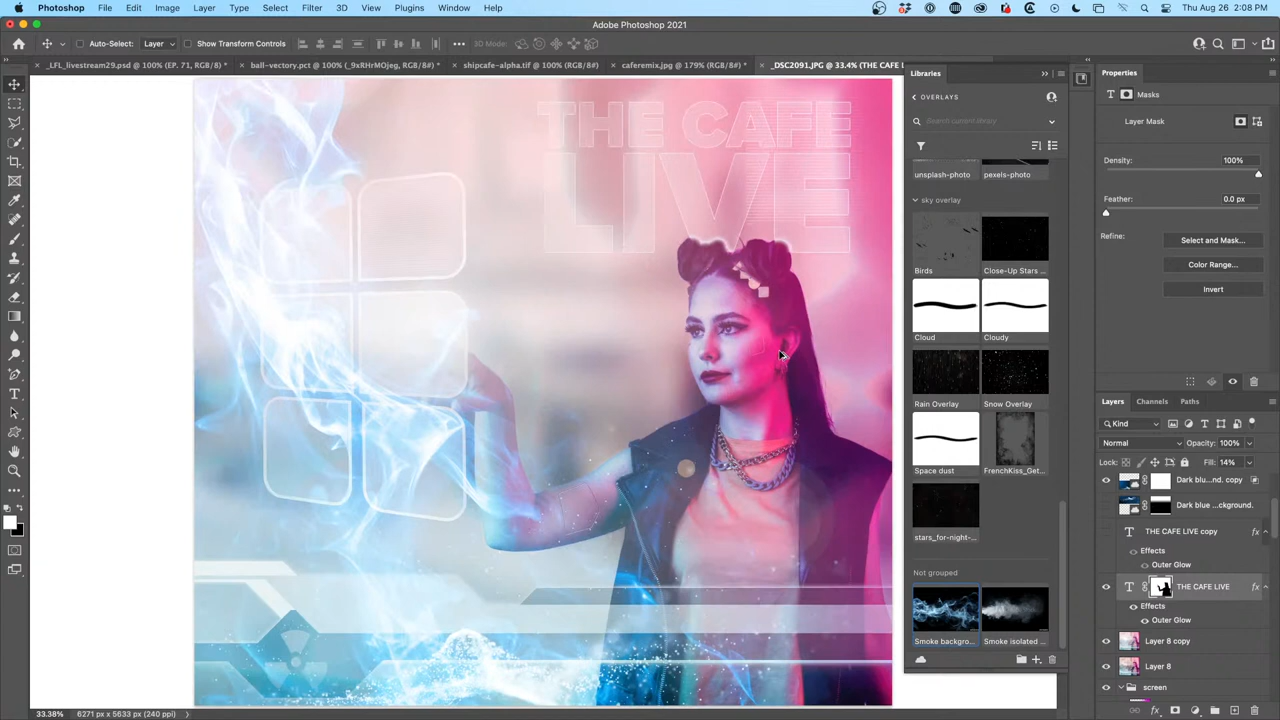 Photoshop File Edit Image Layer Type Select Filter 3D View Plugins Window Help Thu Aug 26 2:08 PM
Adobe Photoshop 2021
Auto-Select: Layer Show Transform Controls 3D Mode:
_LFL_livestream29.psd @ 100% (EP. 71, RGB/8) * ball-vectory.pct @ 100% (_9xRHrMOjeg, RGB/8) * shipcafe-alpha.tif @ 100% (RGB/8#) caferemix.jpg @ 179% (RGB/8#) * _DSC2091.JPG @ 33.4% (THE CAFE L
THE CAFE
LIVE
Libraries
OVERLAYS
Search current library
unsplash-photo pexels-photo
sky overlay
Birds Close-Up Stars ...
Cloud Cloudy
Rain Overlay Snow Overlay
Space dust FrenchKiss_Get...
stars_for-night-...
Not grouped
Smoke backgro... Smoke isolated ...
Properties
Masks
Layer Mask
Density: 100%
Feather: 0.0 px
Refine: Select and Mask...
Color Range...
Invert
Layers Channels Paths
Kind
Normal Opacity: 100%
Lock: Fill: 14%
Dark blu...nd. copy
Dark blue ...ckground.
THE CAFE LIVE copy fx
Effects
Outer Glow
THE CAFE LIVE fx
Effects
Outer Glow
Layer 8 copy
Layer 8
screen
33.38% 6271 px x 5633 px (240 ppi)